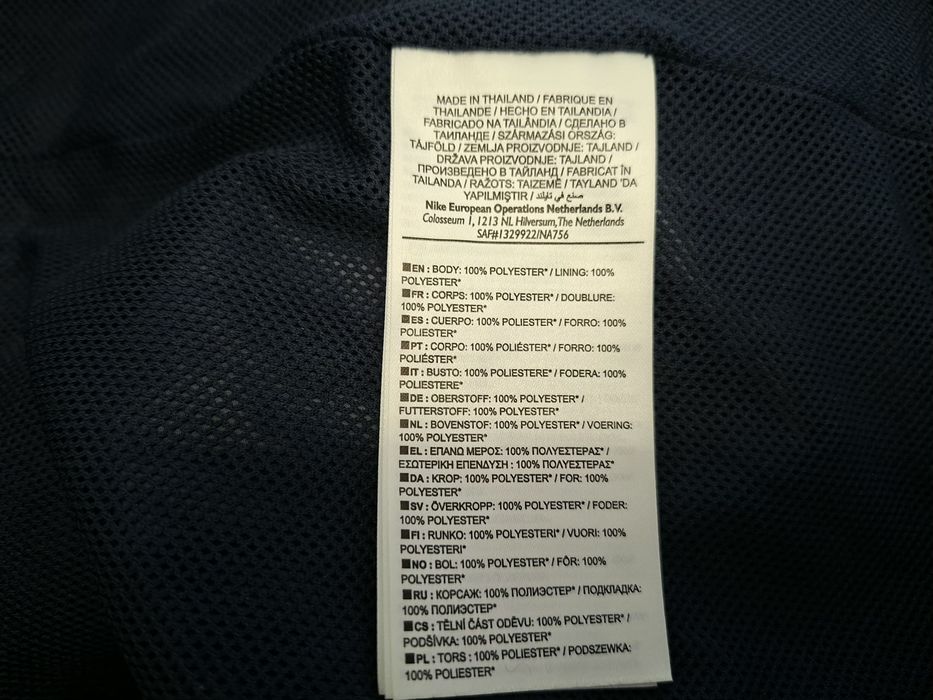 MADE IN THAILAND / FABRIQUE EN
THAILANDE / HECHO EN TAILANDIA /
FABRICADO NA TAILÂNDIA / СДЕЛАНО В
ТАИЛАНДЕ / SZÁRMAZÁSI ORSZÁG:
TÁJFÖLD / ZEMLJA PROIZVODNJE: TAJLAND /
DRŽAVA PROIZVODNJE: TAJLAND /
ПРОИЗВЕДЕНО В ТАЙЛАНД / FABRICAT ÎN
TAILANDA / RAŽOTS: TAIZEMĒ / TAYLAND 'DA
YAPILMIŞTIR / صنع في تايلند
Nike European Operations Netherlands B.V.
Colosseum 1, 1213 NL Hilversum, The Netherlands
SAF#1329922/NA756
EN : BODY: 100% POLYESTER* / LINING: 100%
POLYESTER*
FR : CORPS: 100% POLYESTER* / DOUBLURE:
100% POLYESTER*
ES : CUERPO: 100% POLIESTER* / FORRO: 100%
POLIESTER*
PT : CORPO: 100% POLIÉSTER* / FORRO: 100%
POLIÉSTER*
IT : BUSTO: 100% POLIESTERE* / FODERA: 100%
POLIESTERE*
DE : OBERSTOFF: 100% POLYESTER* /
FUTTERSTOFF: 100% POLYESTER*
NL : BOVENSTOF: 100% POLYESTER* / VOERING:
100% POLYESTER*
EL : ΕΠΑΝΩ ΜΕΡΟΣ: 100% ΠΟΛΥΕΣΤΕΡΑΣ* /
ΕΣΩΤΕΡΙΚΗ ΕΠΕΝΔΥΣΗ : 100% ΠΟΛΥΕΣΤΕΡΑΣ*
DA : KROP: 100% POLYESTER* / FOR: 100%
POLYESTER*
SV : ÖVERKROPP: 100% POLYESTER* / FODER:
100% POLYESTER*
FI : RUNKO: 100% POLYESTERI* / VUORI: 100%
POLYESTERI*
NO : BOL: 100% POLYESTER* / FÔR: 100%
POLYESTER*
RU : КОРСАЖ: 100% ПОЛИЭСТЕР* / ПОДКЛАДКА:
100% ПОЛИЭСТЕР*
CS : TĚLNÍ ČÁST ODĚVU: 100% POLYESTER* /
PODŠÍVKA: 100% POLYESTER*
PL : TORS : 100% POLIESTER* / PODSZEWKA:
100% POLIESTER*